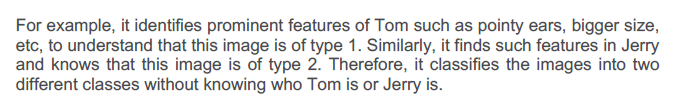 For example, it identifies prominent features of Tom such as pointy ears, bigger size,
etc, to understand that this image is of type 1. Similarly, it finds such features in Jerry
and knows that this image is of type 2. Therefore, it classifies the images into two
different classes without knowing who Tom is or Jerry is.